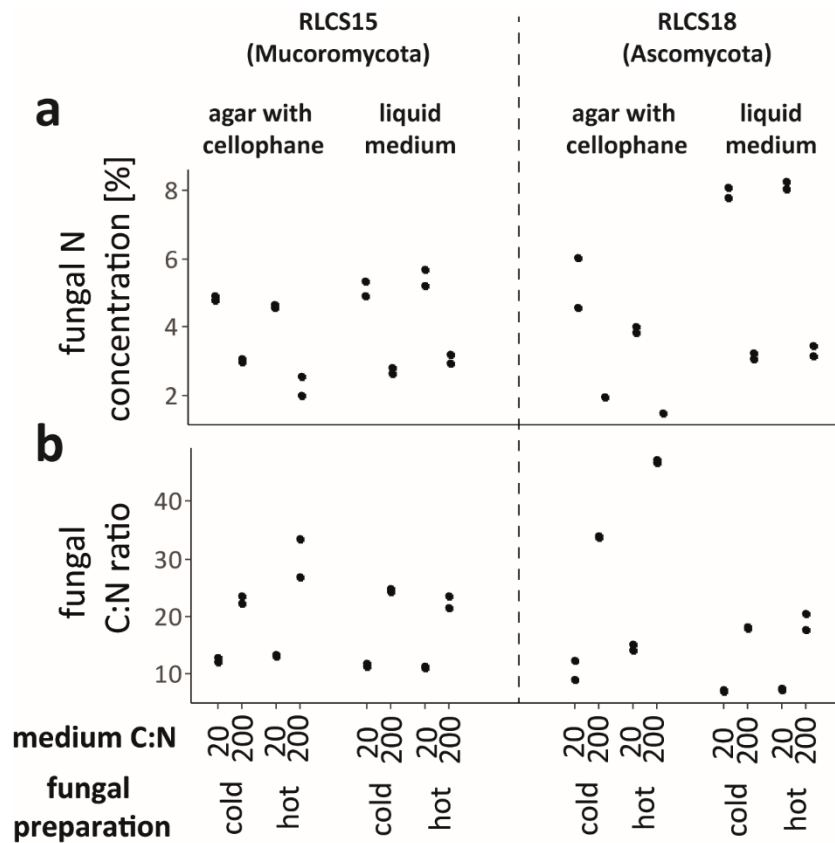 RLCS15
(Mucoromycota)
RLCS18
(Ascomycota)
a
agar with
cellophane
liquid
medium
agar with
cellophane
liquid
medium
fungal N
concentration [%]
8
6
4
2
b
fungal
C:N ratio
40
30
20
10
medium C:N
20
200
20
200
20
200
20
200
20
200
20
200
20
200
20
200
fungal
preparation
cold
hot
cold
hot
cold
hot
cold
hot